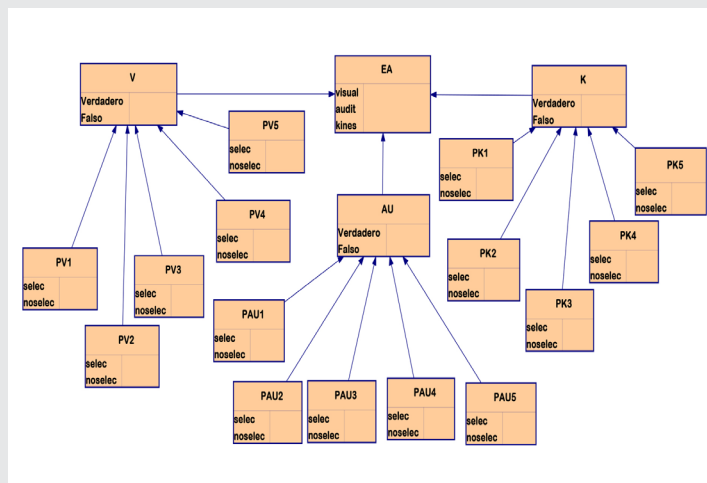 V
Verdadero
Falso
EA
visual
audit
kines
K
Verdadero
Falso
PV5
selec
noselec
PK1
selec
noselec
PK5
selec
noselec
PV4
selec
noselec
AU
Verdadero
Falso
PK4
selec
noselec
PV1
selec
noselec
PV3
selec
noselec
PK2
selec
noselec
PV2
selec
noselec
PAU1
selec
noselec
PK3
selec
noselec
PAU2
selec
noselec
PAU3
selec
noselec
PAU4
selec
noselec
PAU5
selec
noselec